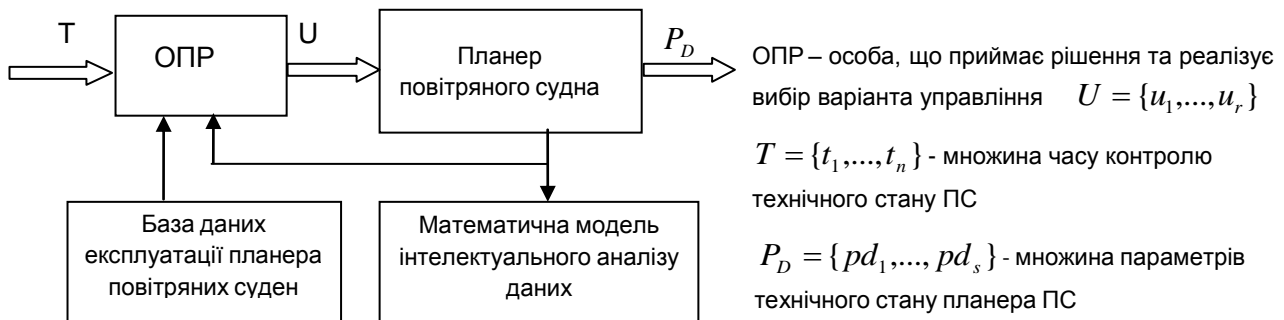 T
ОПР
U
Планер
повітряного судна
P_D
База даних
експлуатації планера
повітряних суден
Математична модель
інтелектуального аналізу
даних
ОПР – особа, що приймає рішення та реалізує
вибір варіанта управління U = {u_1,...,u_r}
T = {t_1,...,t_n} - множина часу контролю
технічного стану ПС
P_D = {pd_1,..., pd_s} - множина параметрів
технічного стану планера ПС